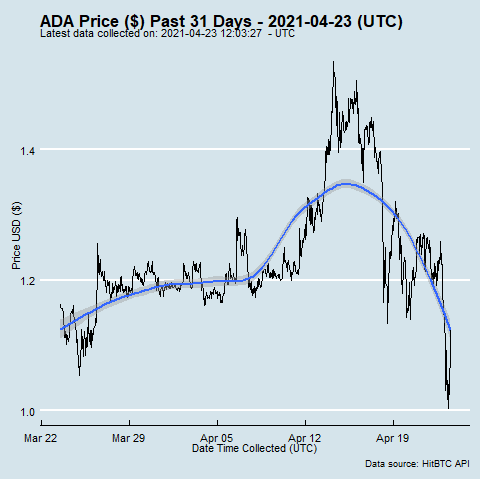 ADA Price ($) Past 31 Days - 2021-04-23 (UTC)
Latest data collected on: 2021-04-23 12:03:27 - UTC
Price USD ($)
1.4
1.2
1.0
Mar 22
Mar 29
Apr 05
Apr 12
Apr 19
Date Time Collected (UTC)
Data source: HitBTC API